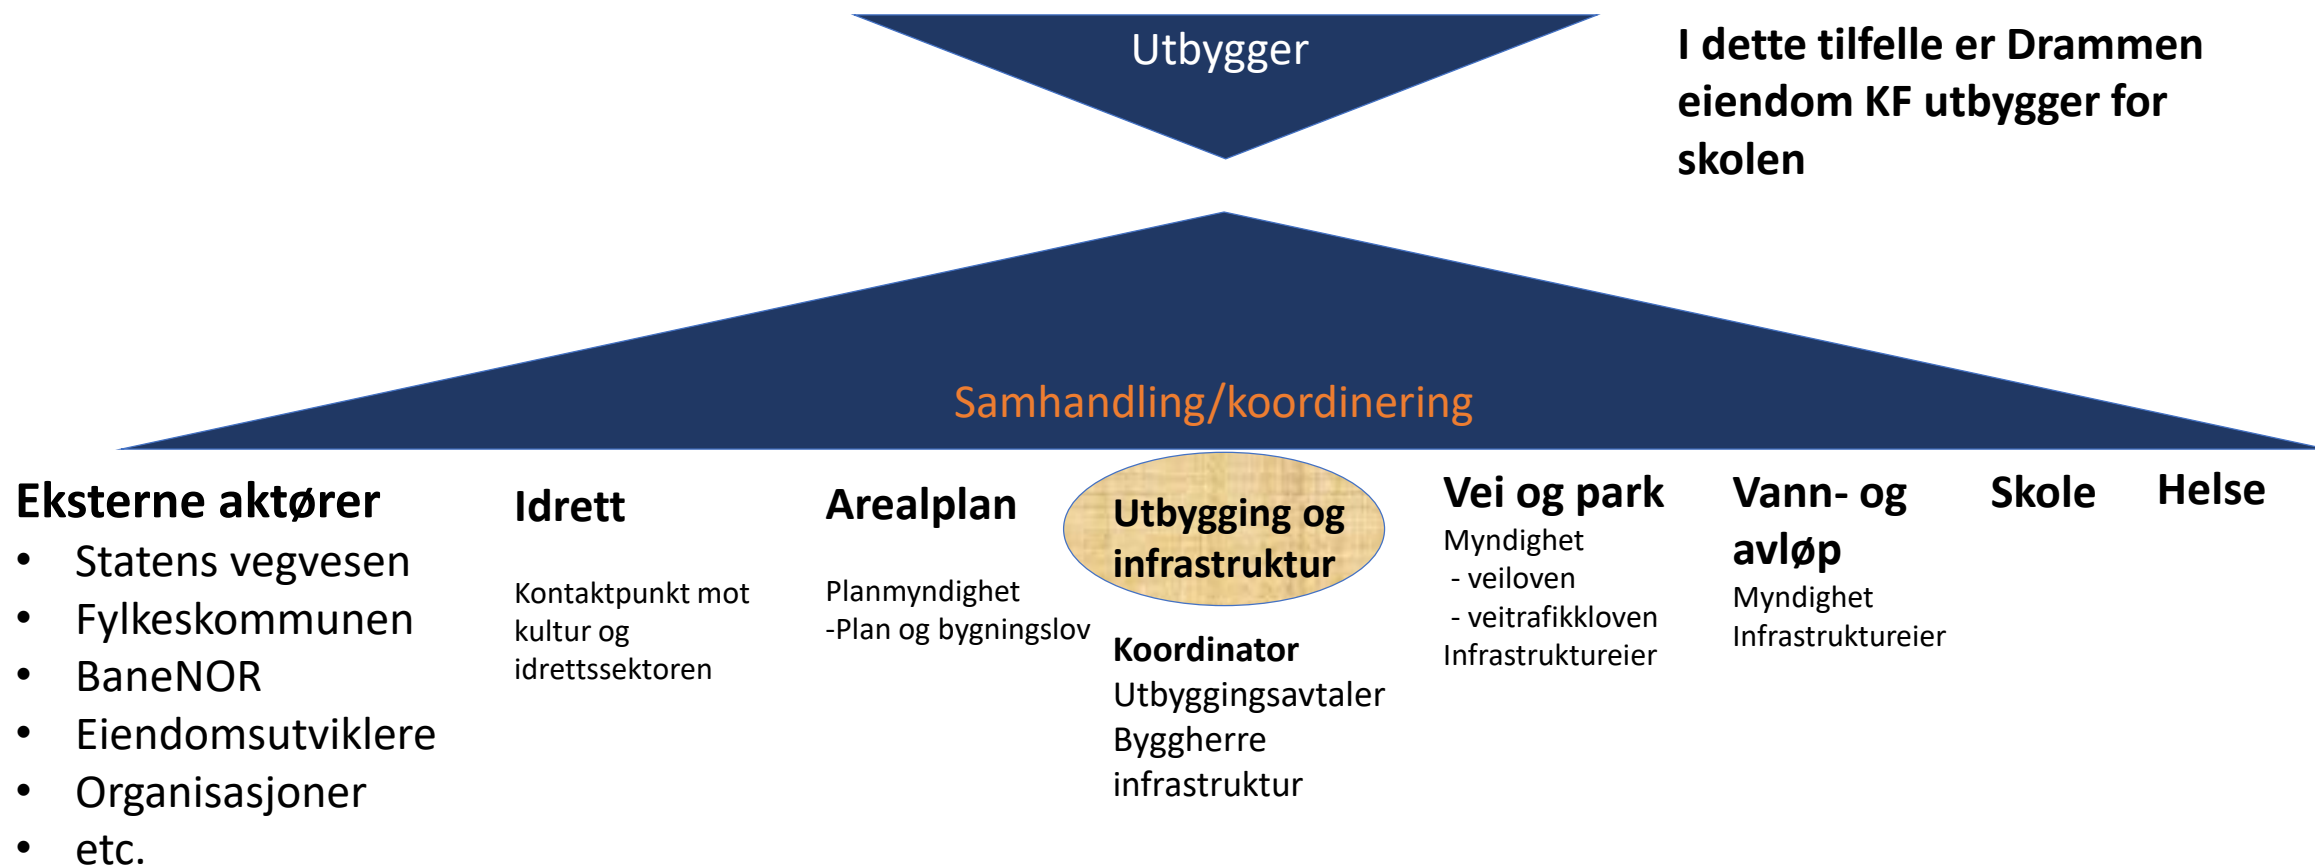 Utbygger
I dette tilfelle er Drammen
eiendom KF utbygger for
skolen
Samhandling/koordinering
Eksterne aktører
• Statens vegvesen
• Fylkeskommunen
• BaneNOR
• Eiendomsutviklere
• Organisasjoner
• etc.
Idrett
Kontaktpunkt mot
kultur og
idrettssektoren
Arealplan
Planmyndighet
-Plan og bygningslov
Utbygging og
infrastruktur
Koordinator
Utbyggingsavtaler
Byggherre
infrastruktur
Vei og park
Myndighet
- veiloven
- veitrafikkloven
Infrastruktureier
Vann- og
avløp
Myndighet
Infrastruktureier
Skole
Helse